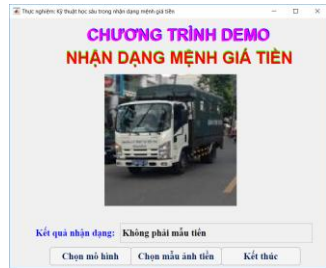 Thực nghiệm: Kỹ thuật học sâu trong nhận dạng mệnh giá tiền
CHƯƠNG TRÌNH DEMO
NHẬN DẠNG MỆNH GIÁ TIỀN
Kết quả nhận dạng: Không phải mẫu tiền
Chọn mô hình Chọn mẫu ảnh tiền Kết thúc